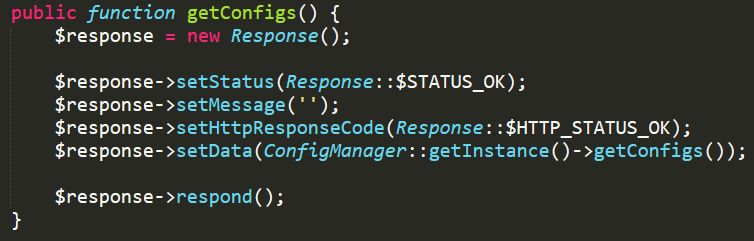 public function getConfigs() {
    $response = new Response();

    $response->setStatus(Response::$STATUS_OK);
    $response->setMessage('');
    $response->setHttpResponseCode(Response::$HTTP_STATUS_OK);
    $response->setData(ConfigManager::getInstance()->getConfigs());

    $response->respond();
}